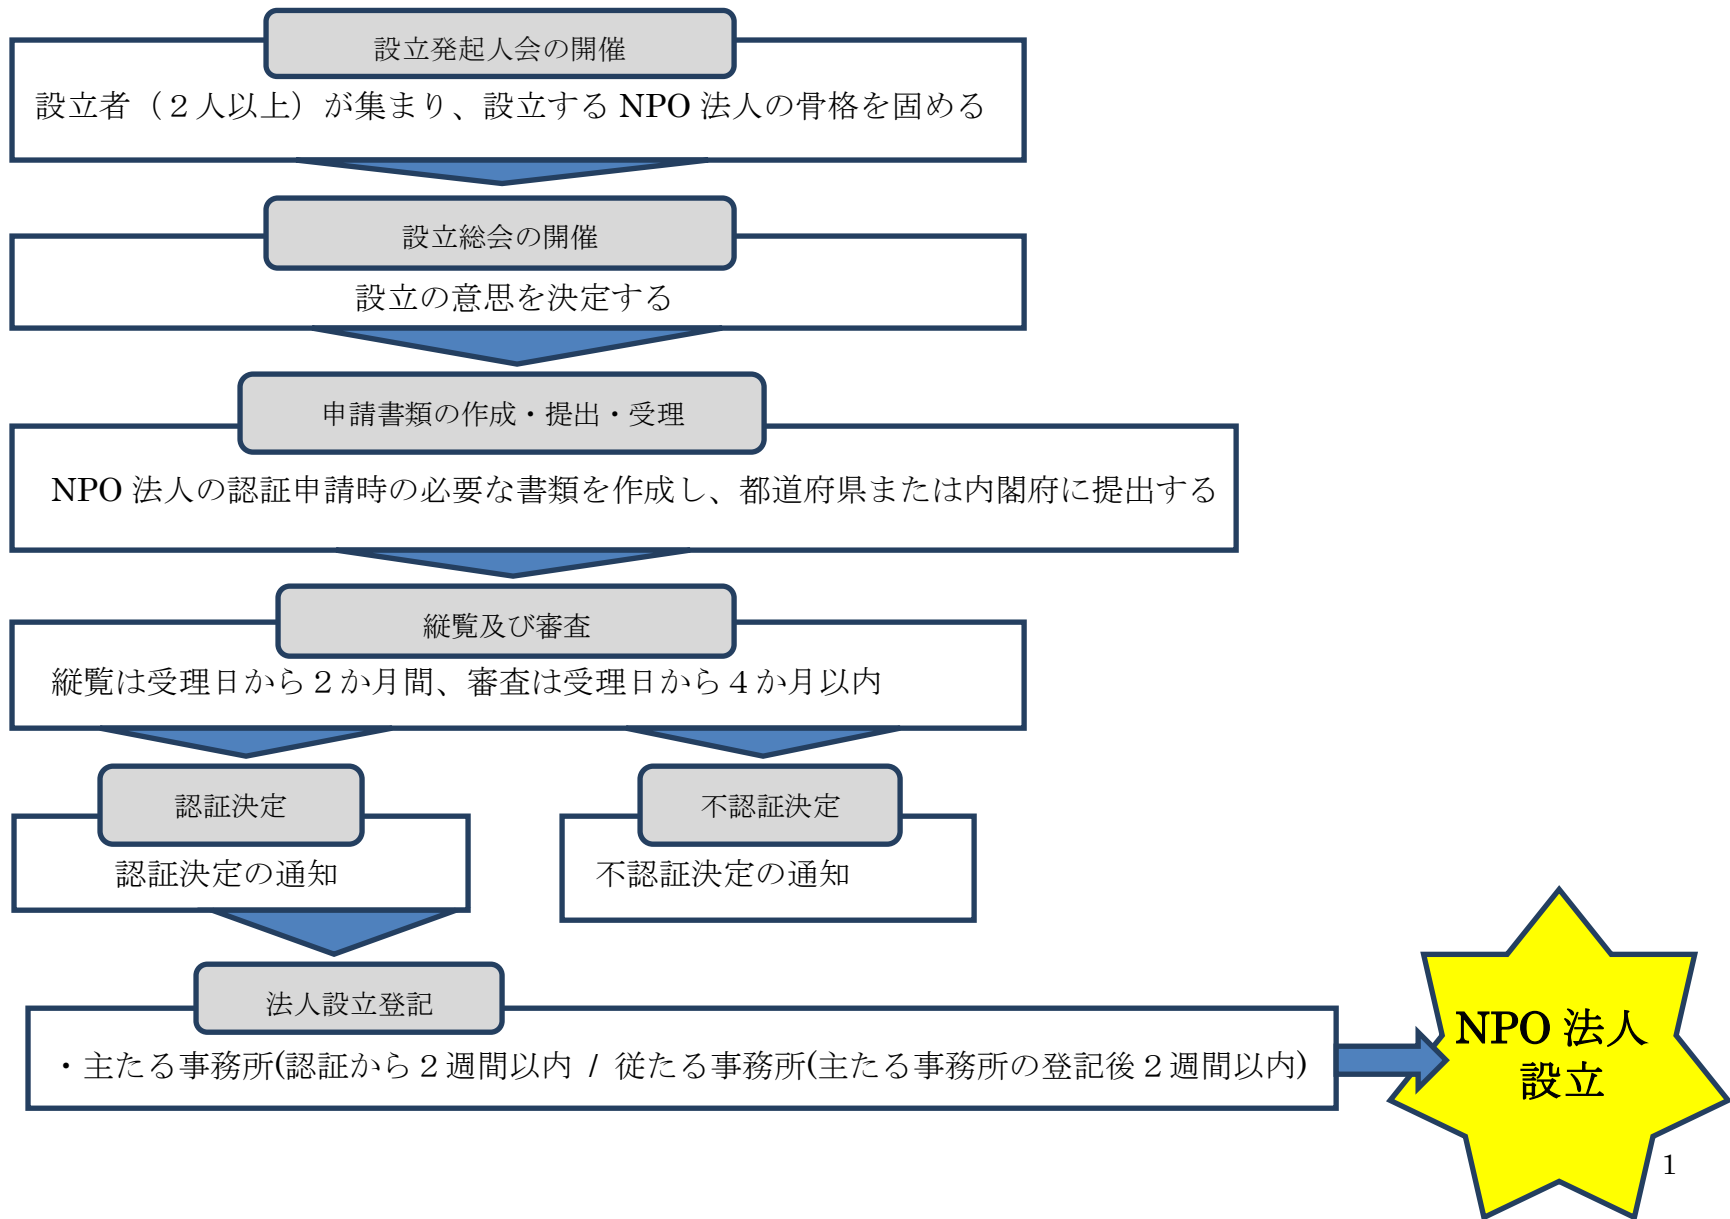 設立発起人会の開催
設立者（２人以上）が集まり、設立する NPO 法人の骨格を固める
設立総会の開催
設立の意思を決定する
申請書類の作成・提出・受理
NPO 法人の認証申請時の必要な書類を作成し、都道府県または内閣府に提出する
縦覧及び審査
縦覧は受理日から２か月間、審査は受理日から４か月以内
認証決定
認証決定の通知
不認証決定
不認証決定の通知
法人設立登記
・主たる事務所(認証から２週間以内 / 従たる事務所(主たる事務所の登記後２週間以内)
NPO 法人
設立
1